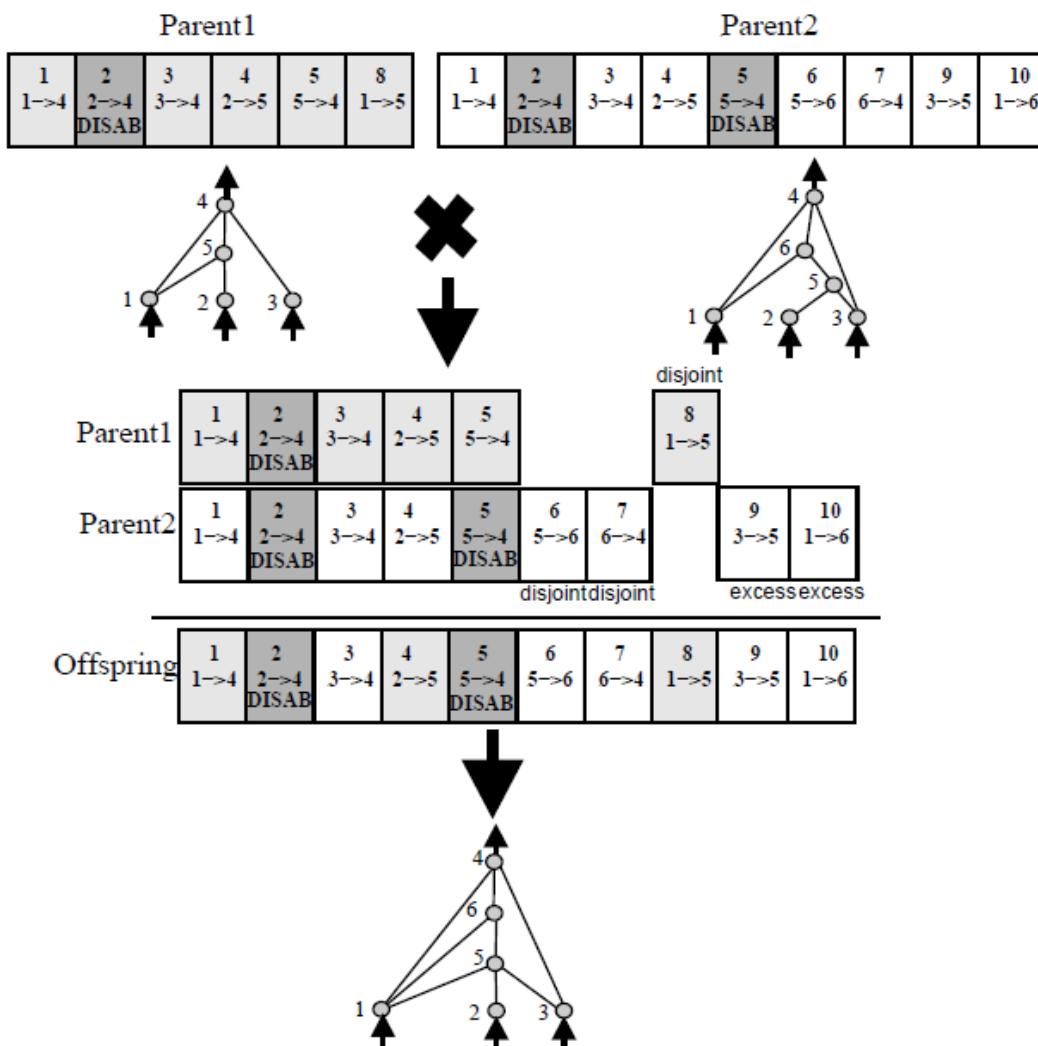 Parent1
Parent2
1 2 3 4 5 8
1->4 2->4 3->4 2->5 5->4 1->5
DISAB
1 2 3 4 5 6 7 9 10
1->4 2->4 3->4 2->5 5->4 5->6 6->4 3->5 1->6
DISAB DISAB
4
5
1 2 3
4
6
5
1 2 3
disjoint
Parent1
1 2 3 4 5 8
1->4 2->4 3->4 2->5 5->4 1->5
DISAB
Parent2
1 2 3 4 5 6 7 9 10
1->4 2->4 3->4 2->5 5->4 5->6 6->4 3->5 1->6
DISAB DISAB
disjoint disjoint excess excess
Offspring
1 2 3 4 5 6 7 8 9 10
1->4 2->4 3->4 2->5 5->4 5->6 6->4 1->5 3->5 1->6
DISAB DISAB
4
6
5
1 2 3